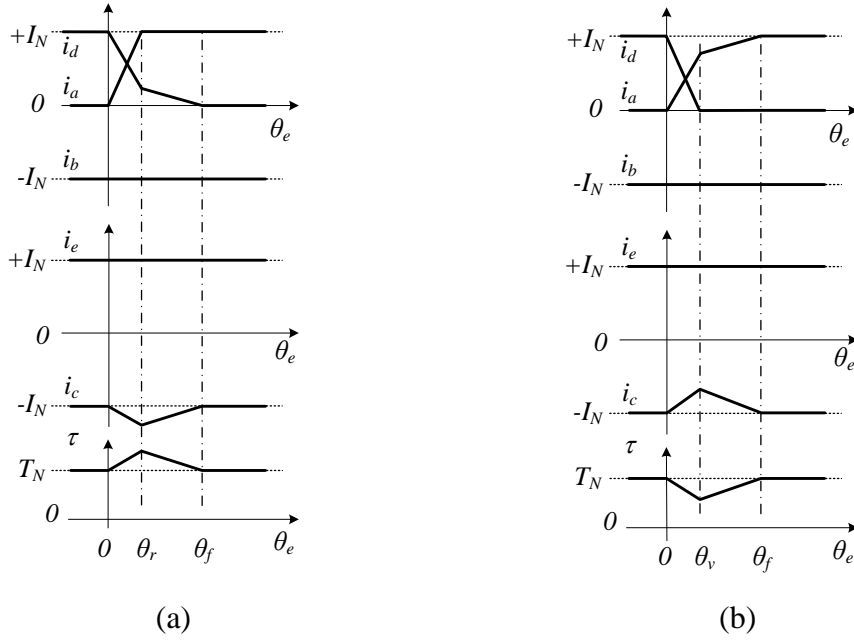 +I_N
i_d
i_a
0
θ_e
i_b
-I_N
i_e
+I_N
0
θ_e
i_c
-I_N
τ
T_N
0
θ_e
0 θ_r θ_f
(a)
+I_N
i_d
i_a
0
θ_e
i_b
-I_N
i_e
+I_N
0
θ_e
i_c
-I_N
τ
T_N
0
θ_e
0 θ_v θ_f
(b)